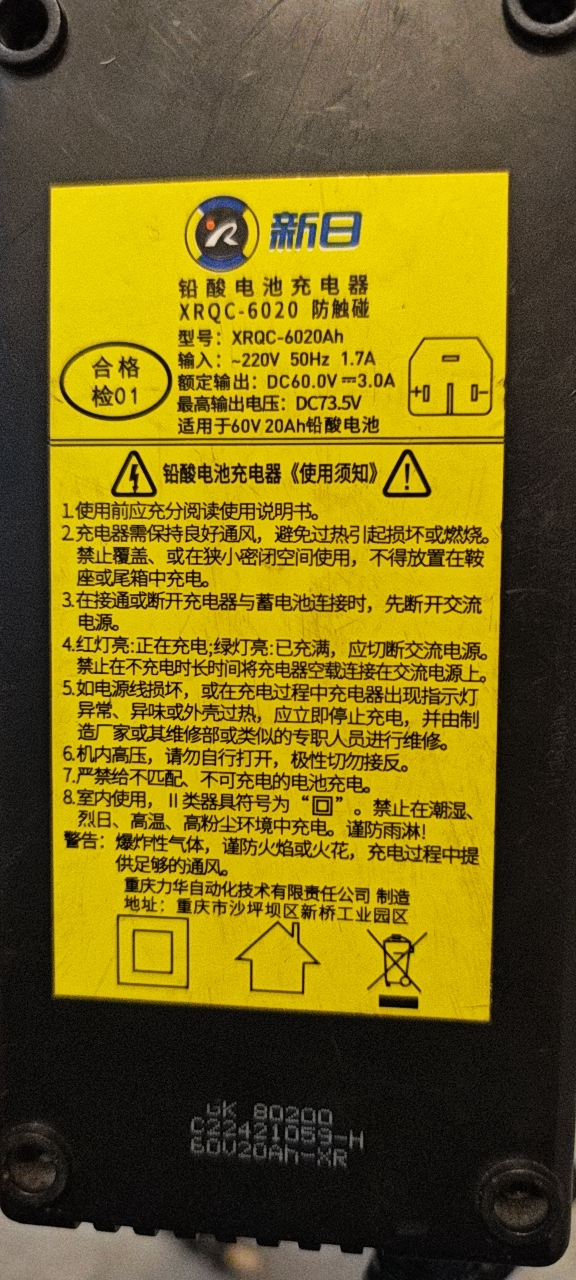 新日
铅酸电池充电器
XRQC-6020 防触碰
型号：XRQC-6020Ah
输入：~220V 50Hz 1.7A
额定输出：DC60.0V⎓3.0A
最高输出电压：DC73.5V
适用于60V 20Ah铅酸电池
合格
检01
+ -
铅酸电池充电器《使用须知》
1.使用前应充分阅读使用说明书。
2.充电器需保持良好通风，避免过热引起损坏或燃烧。
禁止覆盖、或在狭小密闭空间使用，不得放置在鞍
座或尾箱中充电。
3.在接通或断开充电器与蓄电池连接时，先断开交流
电源。
4.红灯亮:正在充电;绿灯亮:已充满，应切断交流电源。
禁止在不充电时长时间将充电器空载连接在交流电源上。
5.如电源线损坏，或在充电过程中充电器出现指示灯
异常、异味或外壳过热，应立即停止充电，并由制
造厂家或其维修部或类似的专职人员进行维修。
6.机内高压，请勿自行打开，极性切勿接反。
7.严禁给不匹配、不可充电的电池充电。
8.室内使用，II类器具符号为“回”。禁止在潮湿、
烈日、高温、高粉尘环境中充电。谨防雨淋!
警告：爆炸性气体，谨防火焰或火花，充电过程中提
供足够的通风。
重庆力华自动化技术有限责任公司 制造
地址：重庆市沙坪坝区新桥工业园区
GK 80200
C22421053-H
60V20Ah-XR